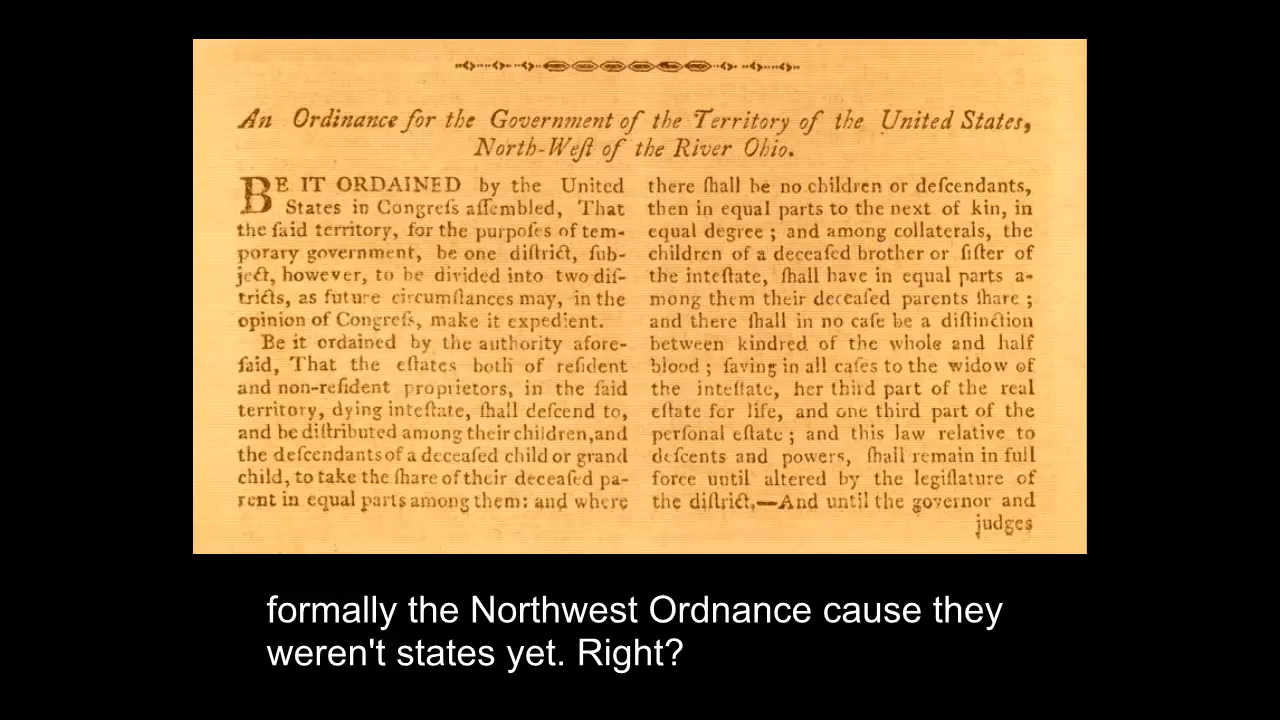 An Ordinance for the Government of the Territory of the United States,
North-Weſt of the River Ohio.
BE IT ORDAINED by the United
States in Congreſs aſſembled, That
the ſaid territory, for the purpoſes of tem-
porary government, be one diſtrict, ſub-
ject, however, to be divided into two diſ-
tricts, as future circumſtances may, in the
opinion of Congreſs, make it expedient.
Be it ordained by the authority afore-
ſaid, That the eſtates both of reſident
and non-reſident proprietors, in the ſaid
territory, dying inteſtate, ſhall deſcend to,
and be diſtributed among their children, and
the deſcendants of a deceaſed child or grand
child, to take the ſhare of their deceaſed pa-
rent in equal parts among them: and where
there ſhall be no children or deſcendants,
then in equal parts to the next of kin, in
equal degree; and among collaterals, the
children of a deceaſed brother or ſiſter of
the inteſtate, ſhall have in equal parts a-
mong them their deceaſed parents ſhare;
and there ſhall in no caſe be a diſtinction
between kindred of the whole and half
blood; ſaving in all caſes to the widow of
the inteſtate, her third part of the real
eſtate for life, and one third part of the
perſonal eſtate; and this law relative to
deſcents and powers, ſhall remain in full
force until altered by the legiſlature of
the diſtrict.—And until the governor and
judges
formally the Northwest Ordnance cause they
weren't states yet. Right?